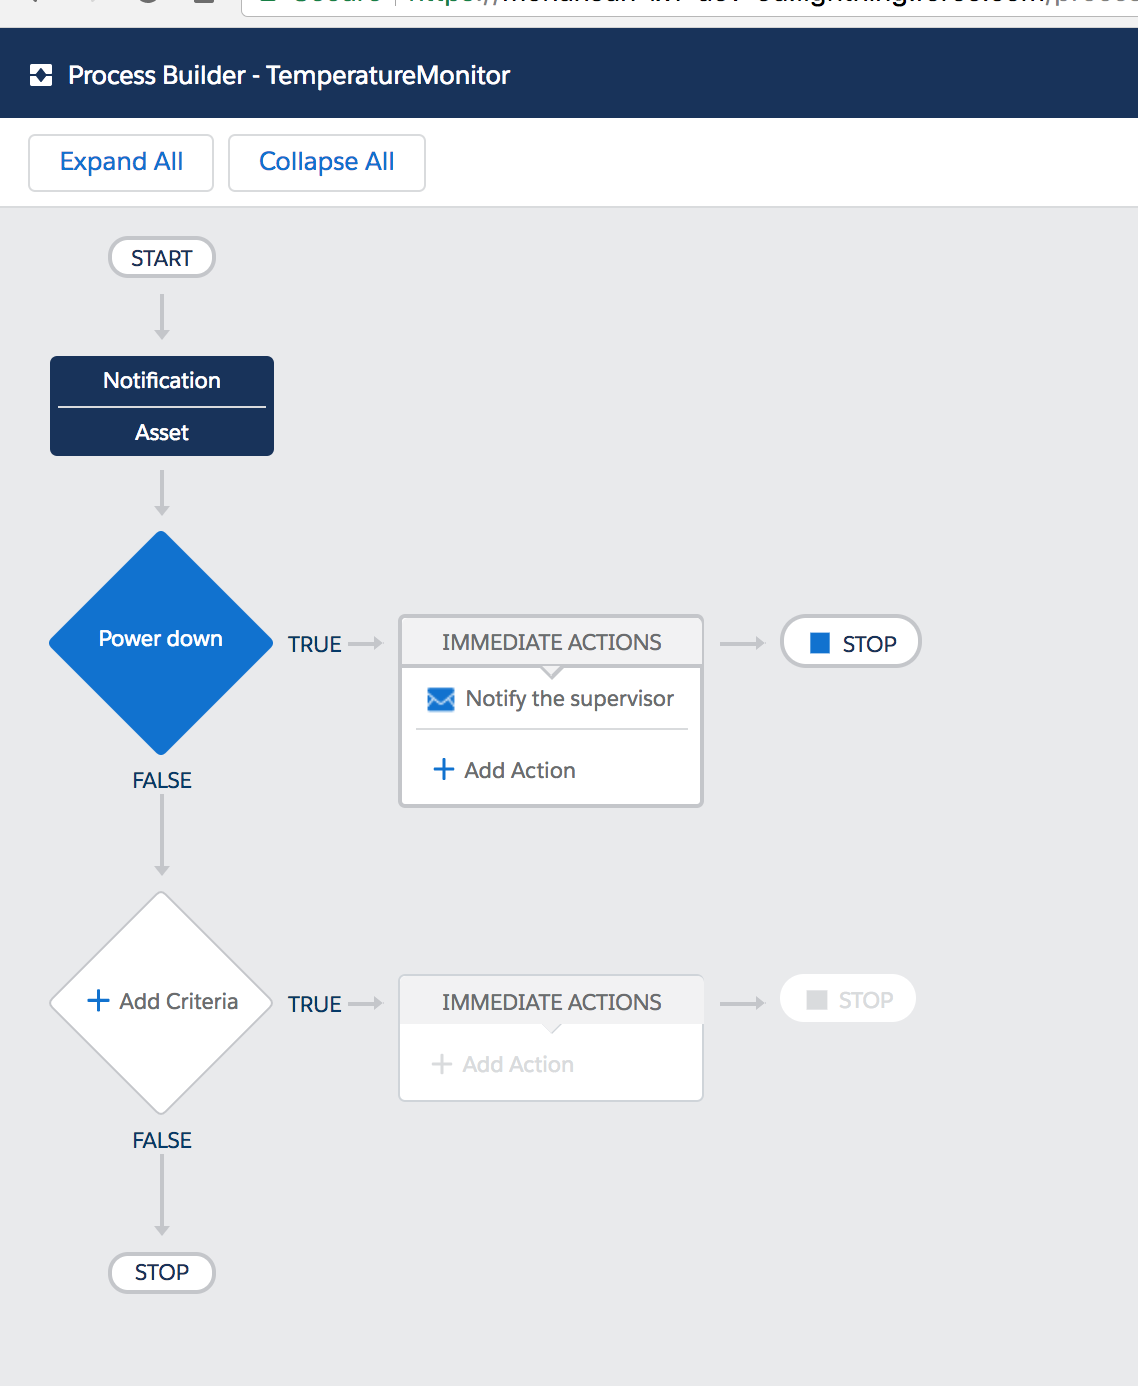 Process Builder - TemperatureMonitor
Expand All
Collapse All
START
Notification
Asset
Power down
TRUE
IMMEDIATE ACTIONS
STOP
Notify the supervisor
Add Action
FALSE
Add Criteria
TRUE
IMMEDIATE ACTIONS
STOP
Add Action
FALSE
STOP